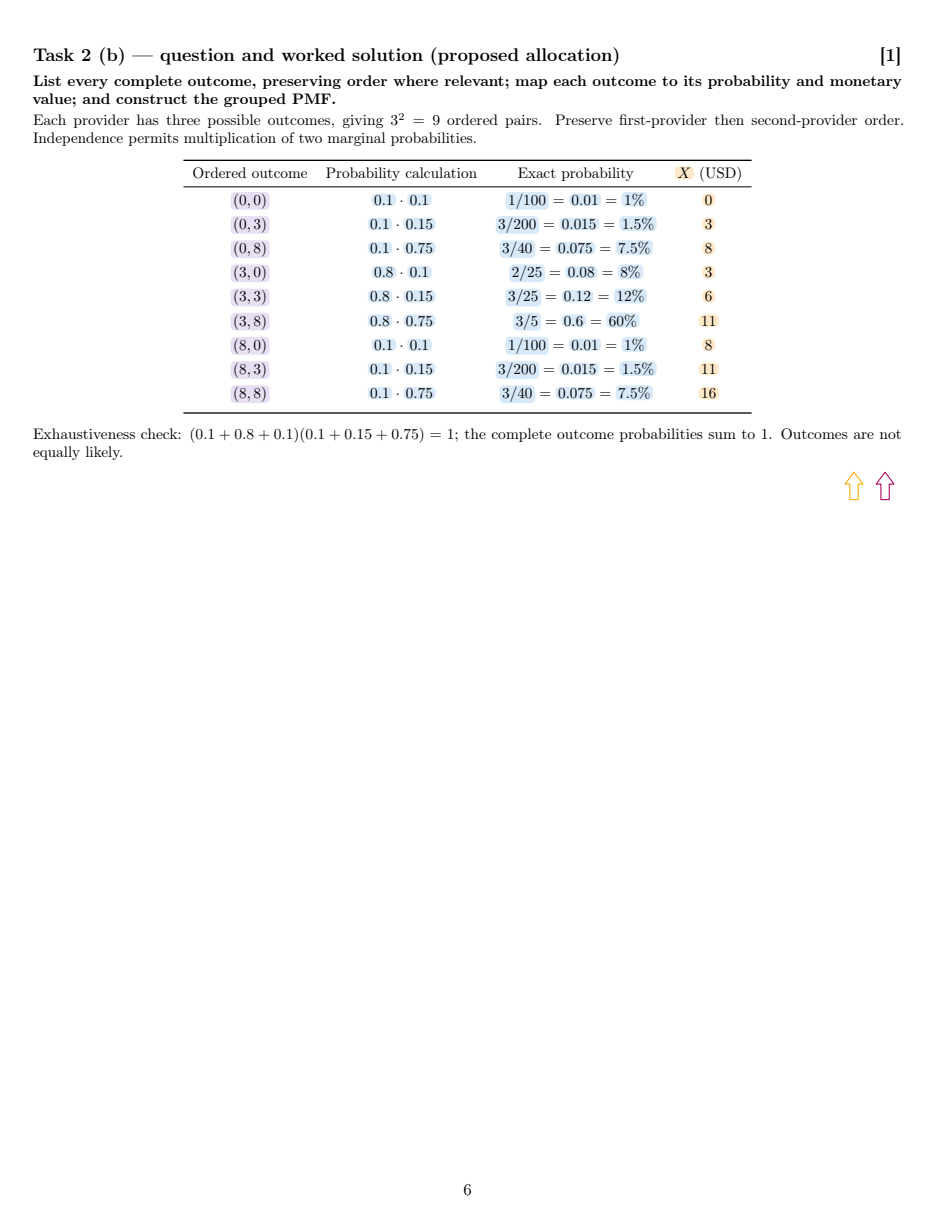 Task 2 (b) — question and worked solution (proposed allocation) [1]
List every complete outcome, preserving order where relevant; map each outcome to its probability and monetary
value; and construct the grouped PMF.
Each provider has three possible outcomes, giving 3² = 9 ordered pairs. Preserve first-provider then second-provider order.
Independence permits multiplication of two marginal probabilities.
Ordered outcome Probability calculation Exact probability X (USD)
(0, 0) 0.1 · 0.1 1/100 = 0.01 = 1% 0
(0, 3) 0.1 · 0.15 3/200 = 0.015 = 1.5% 3
(0, 8) 0.1 · 0.75 3/40 = 0.075 = 7.5% 8
(3, 0) 0.8 · 0.1 2/25 = 0.08 = 8% 3
(3, 3) 0.8 · 0.15 3/25 = 0.12 = 12% 6
(3, 8) 0.8 · 0.75 3/5 = 0.6 = 60% 11
(8, 0) 0.1 · 0.1 1/100 = 0.01 = 1% 8
(8, 3) 0.1 · 0.15 3/200 = 0.015 = 1.5% 11
(8, 8) 0.1 · 0.75 3/40 = 0.075 = 7.5% 16
Exhaustiveness check: (0.1 + 0.8 + 0.1)(0.1 + 0.15 + 0.75) = 1; the complete outcome probabilities sum to 1. Outcomes are not
equally likely.
6